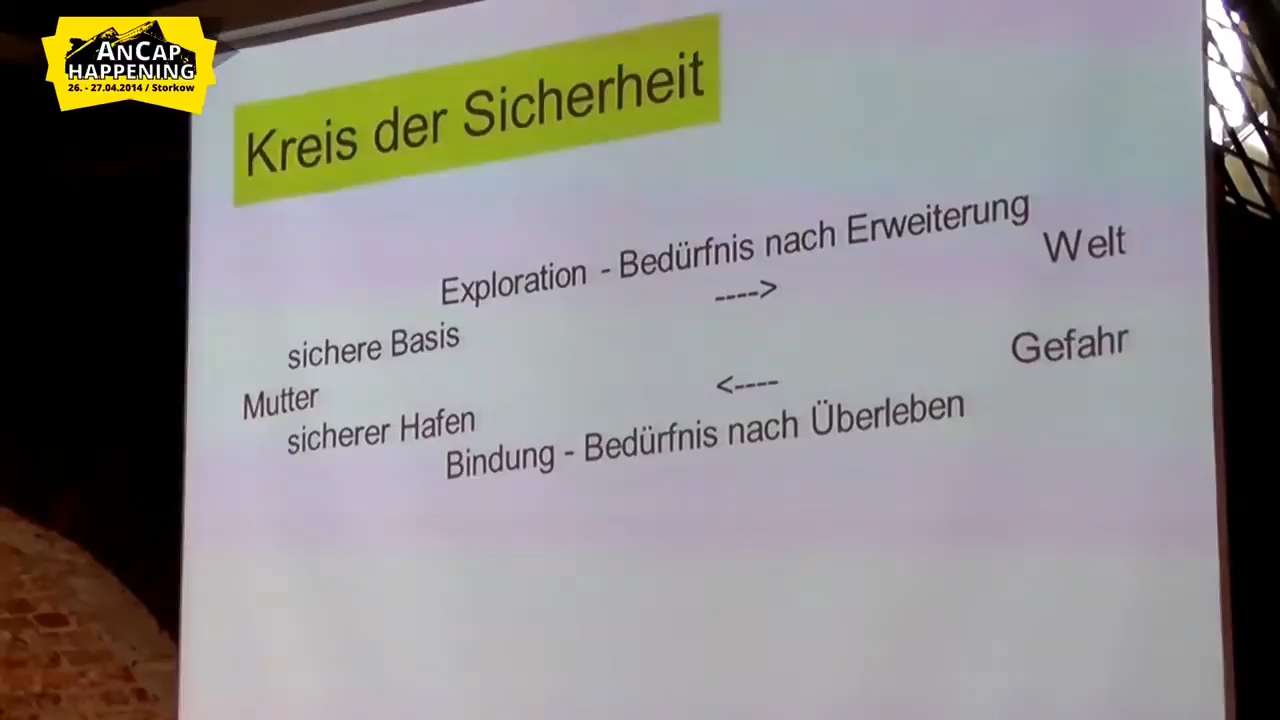 ANCAP
HAPPENING
26. - 27.04.2014 / Storkow
Kreis der Sicherheit
Exploration - Bedürfnis nach Erweiterung
Welt
---->
sichere Basis
Gefahr
Mutter
<----
sicherer Hafen
Bindung - Bedürfnis nach Überleben